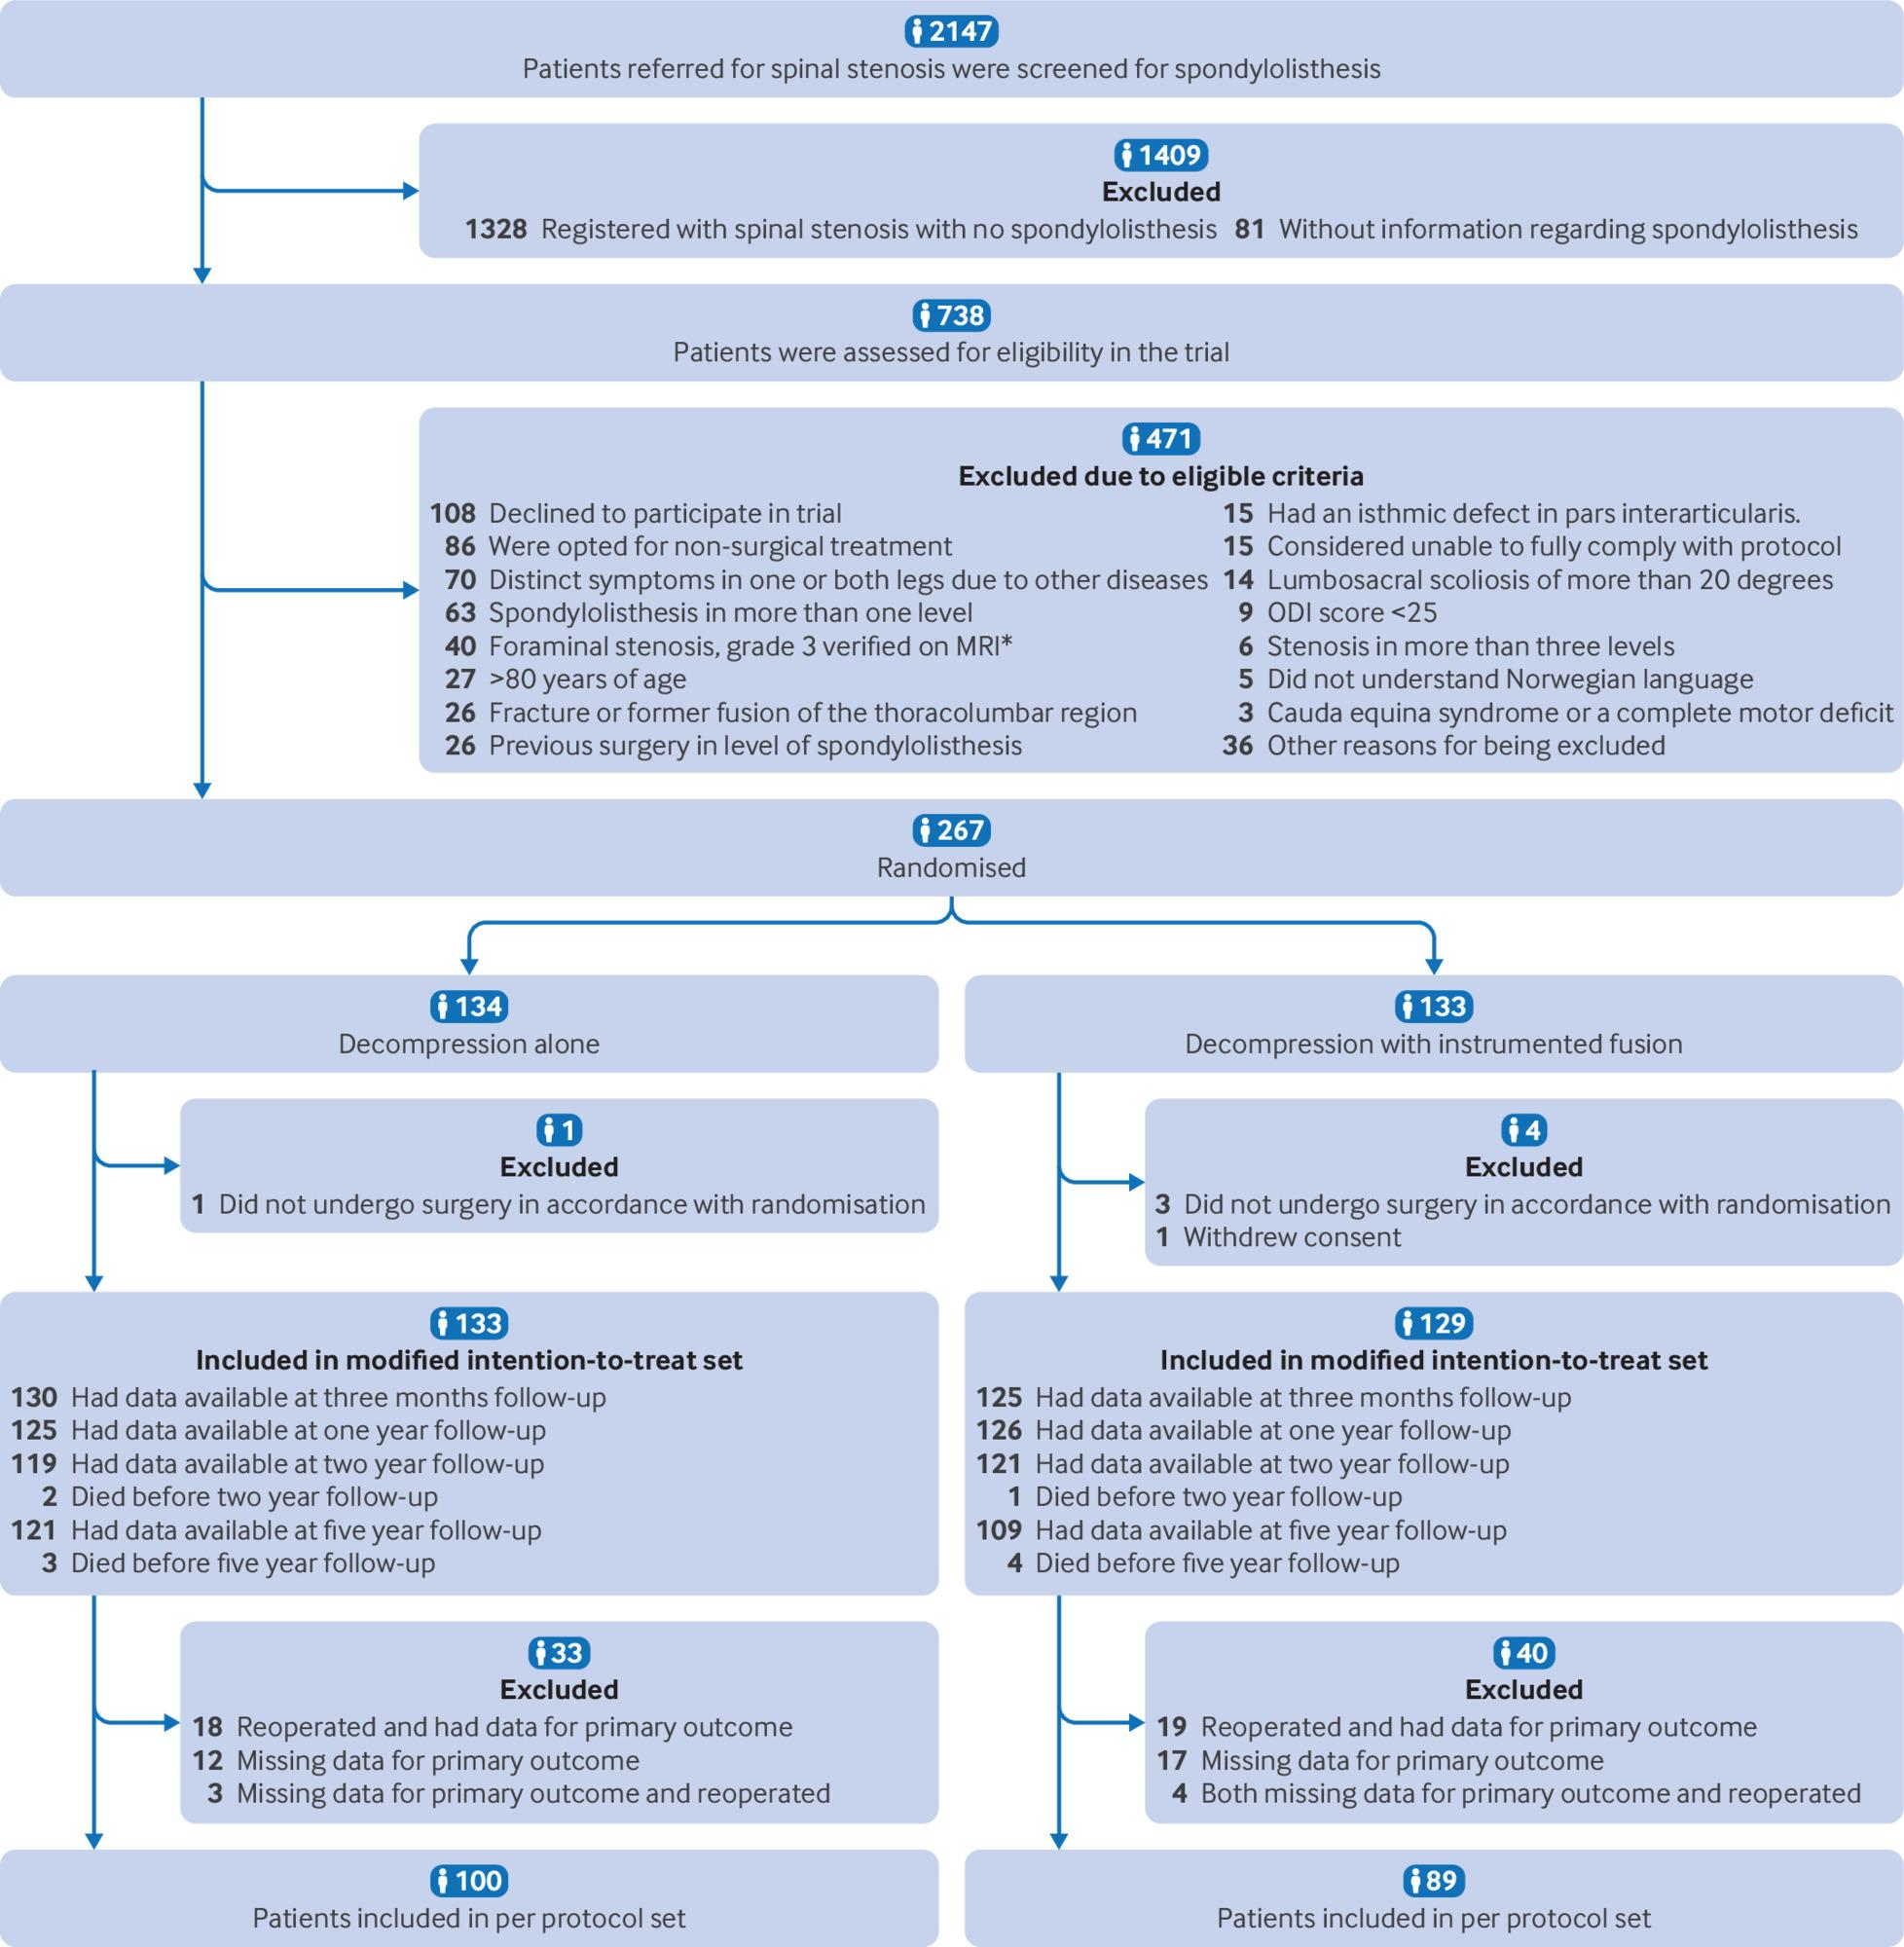 2147
Patients referred for spinal stenosis were screened for spondylolisthesis
1409
Excluded
1328 Registered with spinal stenosis with no spondylolisthesis 81 Without information regarding spondylolisthesis
738
Patients were assessed for eligibility in the trial
471
Excluded due to eligible criteria
108 Declined to participate in trial
86 Were opted for non-surgical treatment
70 Distinct symptoms in one or both legs due to other diseases
63 Spondylolisthesis in more than one level
40 Foraminal stenosis, grade 3 verified on MRI*
27 >80 years of age
26 Fracture or former fusion of the thoracolumbar region
26 Previous surgery in level of spondylolisthesis
15 Had an isthmic defect in pars interarticularis.
15 Considered unable to fully comply with protocol
14 Lumbosacral scoliosis of more than 20 degrees
9 ODI score <25
6 Stenosis in more than three levels
5 Did not understand Norwegian language
3 Cauda equina syndrome or a complete motor deficit
36 Other reasons for being excluded
267
Randomised
134
Decompression alone
1
Excluded
1 Did not undergo surgery in accordance with randomisation
133
Included in modified intention-to-treat set
130 Had data available at three months follow-up
125 Had data available at one year follow-up
119 Had data available at two year follow-up
2 Died before two year follow-up
121 Had data available at five year follow-up
3 Died before five year follow-up
33
Excluded
18 Reoperated and had data for primary outcome
12 Missing data for primary outcome
3 Missing data for primary outcome and reoperated
100
Patients included in per protocol set
133
Decompression with instrumented fusion
4
Excluded
3 Did not undergo surgery in accordance with randomisation
1 Withdrew consent
129
Included in modified intention-to-treat set
125 Had data available at three months follow-up
126 Had data available at one year follow-up
121 Had data available at two year follow-up
1 Died before two year follow-up
109 Had data available at five year follow-up
4 Died before five year follow-up
40
Excluded
19 Reoperated and had data for primary outcome
17 Missing data for primary outcome
4 Both missing data for primary outcome and reoperated
89
Patients included in per protocol set